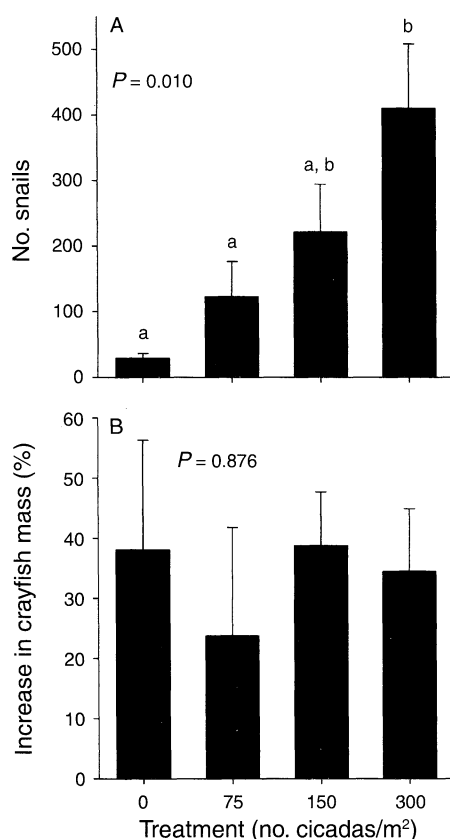 A
P = 0.010
500
400
300
200
100
0
No. snails
a
a
a, b
b
B
P = 0.876
60
50
40
30
20
10
0
Increase in crayfish mass (%)
0 75 150 300
Treatment (no. cicadas/m²)